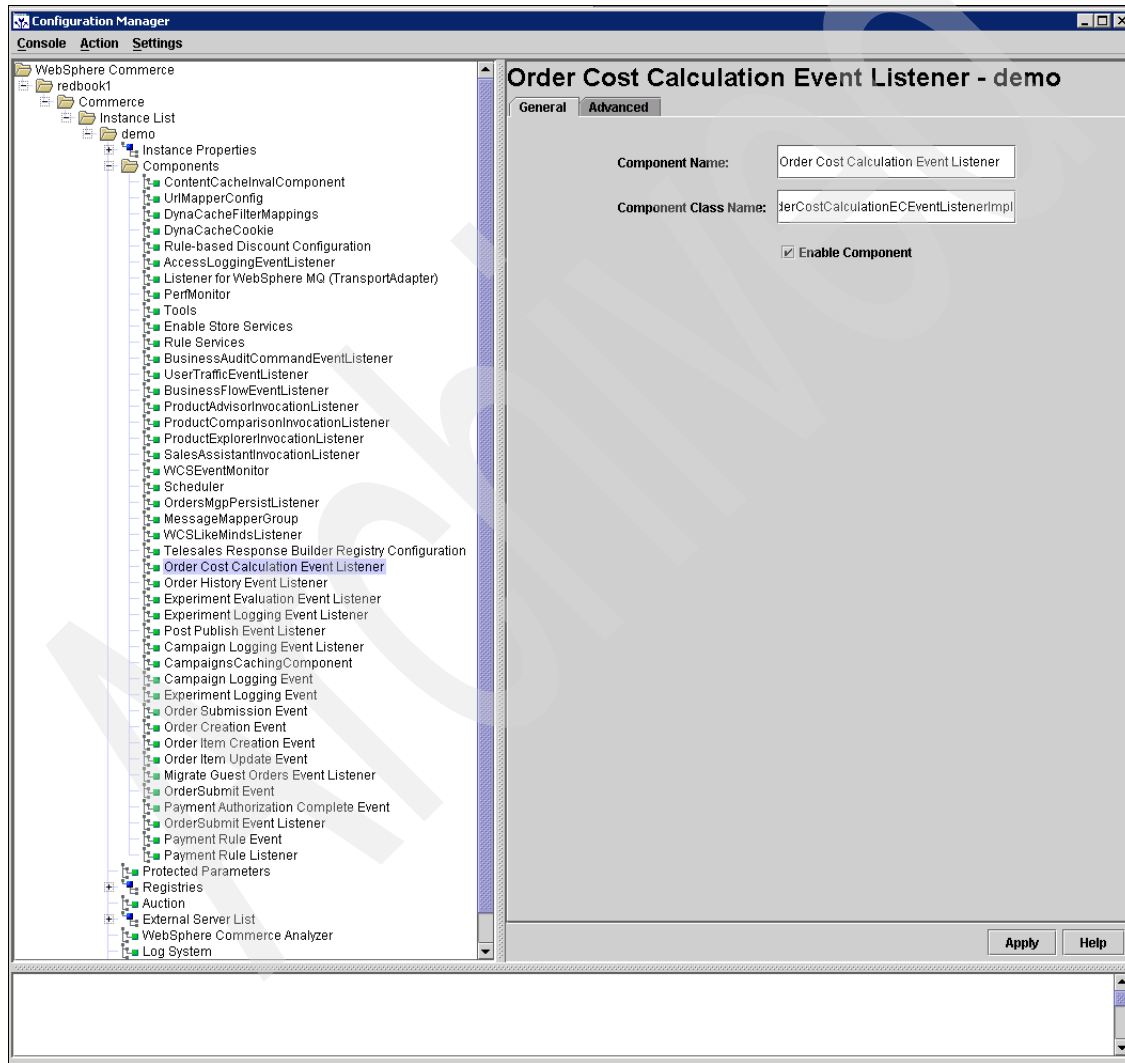 Configuration Manager
Console Action Settings
WebSphere Commerce
redbook1
Commerce
Instance List
demo
Instance Properties
Components
ContentCacheInvalComponent
UrlMapperConfig
DynaCacheFilterMappings
DynaCacheCookie
Rule-based Discount Configuration
AccessLoggingEventListener
Listener for WebSphere MQ (TransportAdapter)
PerfMonitor
Tools
Enable Store Services
Rule Services
BusinessAuditCommandEventListener
UserTrafficEventListener
BusinessFlowEventListener
ProductAdvisorInvocationListener
ProductComparisonInvocationListener
ProductExplorerInvocationListener
SalesAssistantInvocationListener
WCSEventMonitor
Scheduler
OrdersMgpPersistListener
MessageMapperGroup
WCSLikeMindsListener
Telesales Response Builder Registry Configuration
Order Cost Calculation Event Listener
Order History Event Listener
Experiment Evaluation Event Listener
Experiment Logging Event Listener
Post Publish Event Listener
Campaign Logging Event Listener
CampaignsCachingComponent
Campaign Logging Event
Experiment Logging Event
Order Submission Event
Order Creation Event
Order Item Creation Event
Order Item Update Event
Migrate Guest Orders Event Listener
OrderSubmit Event
Payment Authorization Complete Event
OrderSubmit Event Listener
Payment Rule Event
Payment Rule Listener
Protected Parameters
Registries
Auction
External Server List
WebSphere Commerce Analyzer
Log System
Order Cost Calculation Event Listener - demo
General Advanced
Component Name: Order Cost Calculation Event Listener
Component Class Name: derCostCalculationECEventListenerImpl
Enable Component
Apply Help
Archived